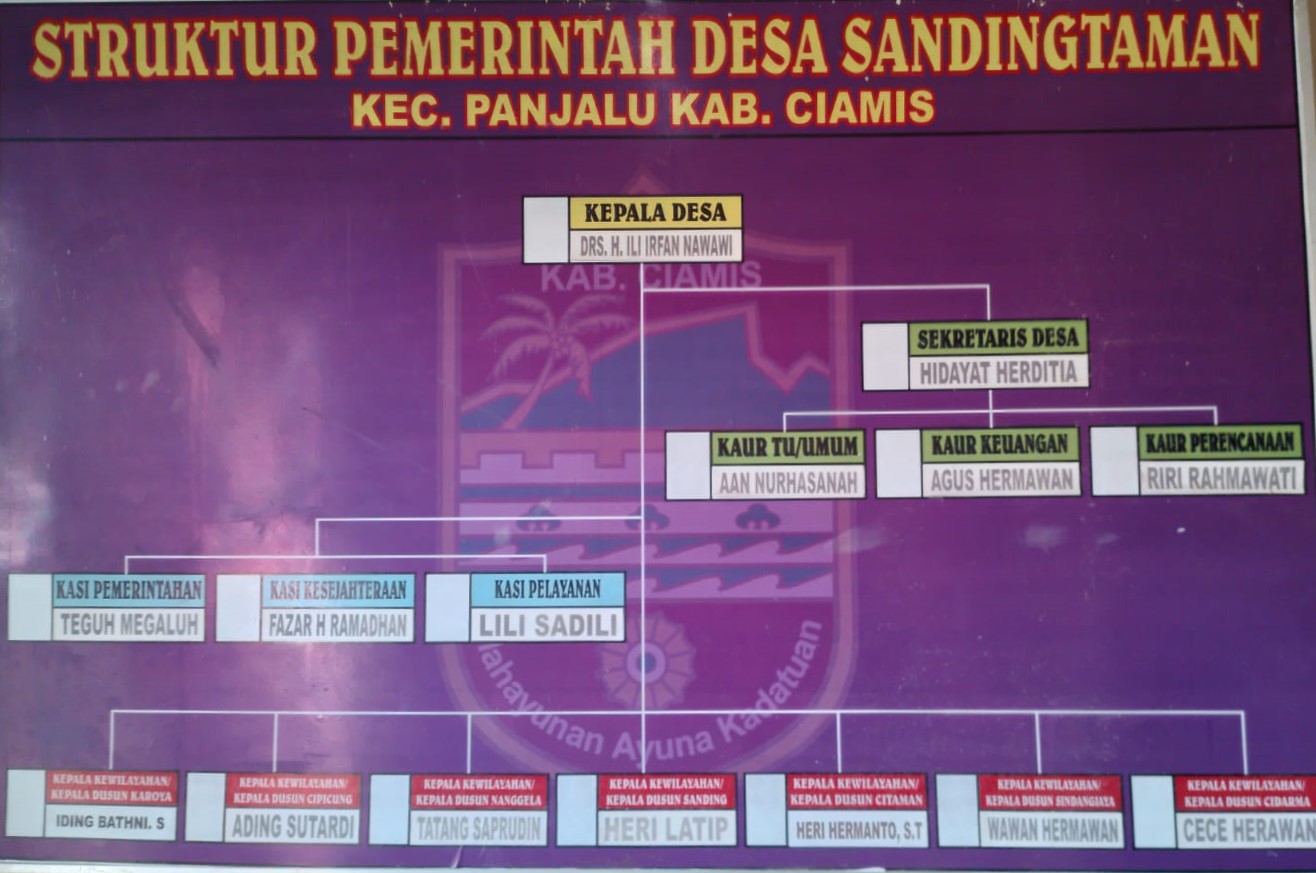 STRUKTUR PEMERINTAH DESA SANDINGTAMAN
KEC. PANJALU KAB. CIAMIS
KEPALA DESA
DRS. H. ILI IRFAN NAWAWI
KAB. CIAMIS
SEKRETARIS DESA
HIDAYAT HERDITIA
KAUR TU/UMUM
AAN NURHASANAH
KAUR KEUANGAN
AGUS HERMAWAN
KAUR PERENCANAAN
RIRI RAHMAWATI
KASI PEMERINTAHAN
TEGUH MEGALUH
KASI KESEJAHTERAAN
FAZAR H RAMADHAN
KASI PELAYANAN
LILI SADILI
Mahayunan Ayuna Kadatuan
KEPALA KEWILAYAHAN/
KEPALA DUSUN KAROYA
IDING BATHNI. S
KEPALA KEWILAYAHAN/
KEPALA DUSUN CIPICUNG
ADING SUTARDI
KEPALA KEWILAYAHAN/
KEPALA DUSUN NANGGELA
TATANG SAPRUDIN
KEPALA KEWILAYAHAN/
KEPALA DUSUN SANDING
HERI LATIP
KEPALA KEWILAYAHAN/
KEPALA DUSUN CITAMAN
HERI HERMANTO, S.T
KEPALA KEWILAYAHAN/
KEPALA DUSUN SINDANGJAYA
WAWAN HERMAWAN
KEPALA KEWILAYAHAN/
KEPALA DUSUN CIDARMA
CECE HERAWAN